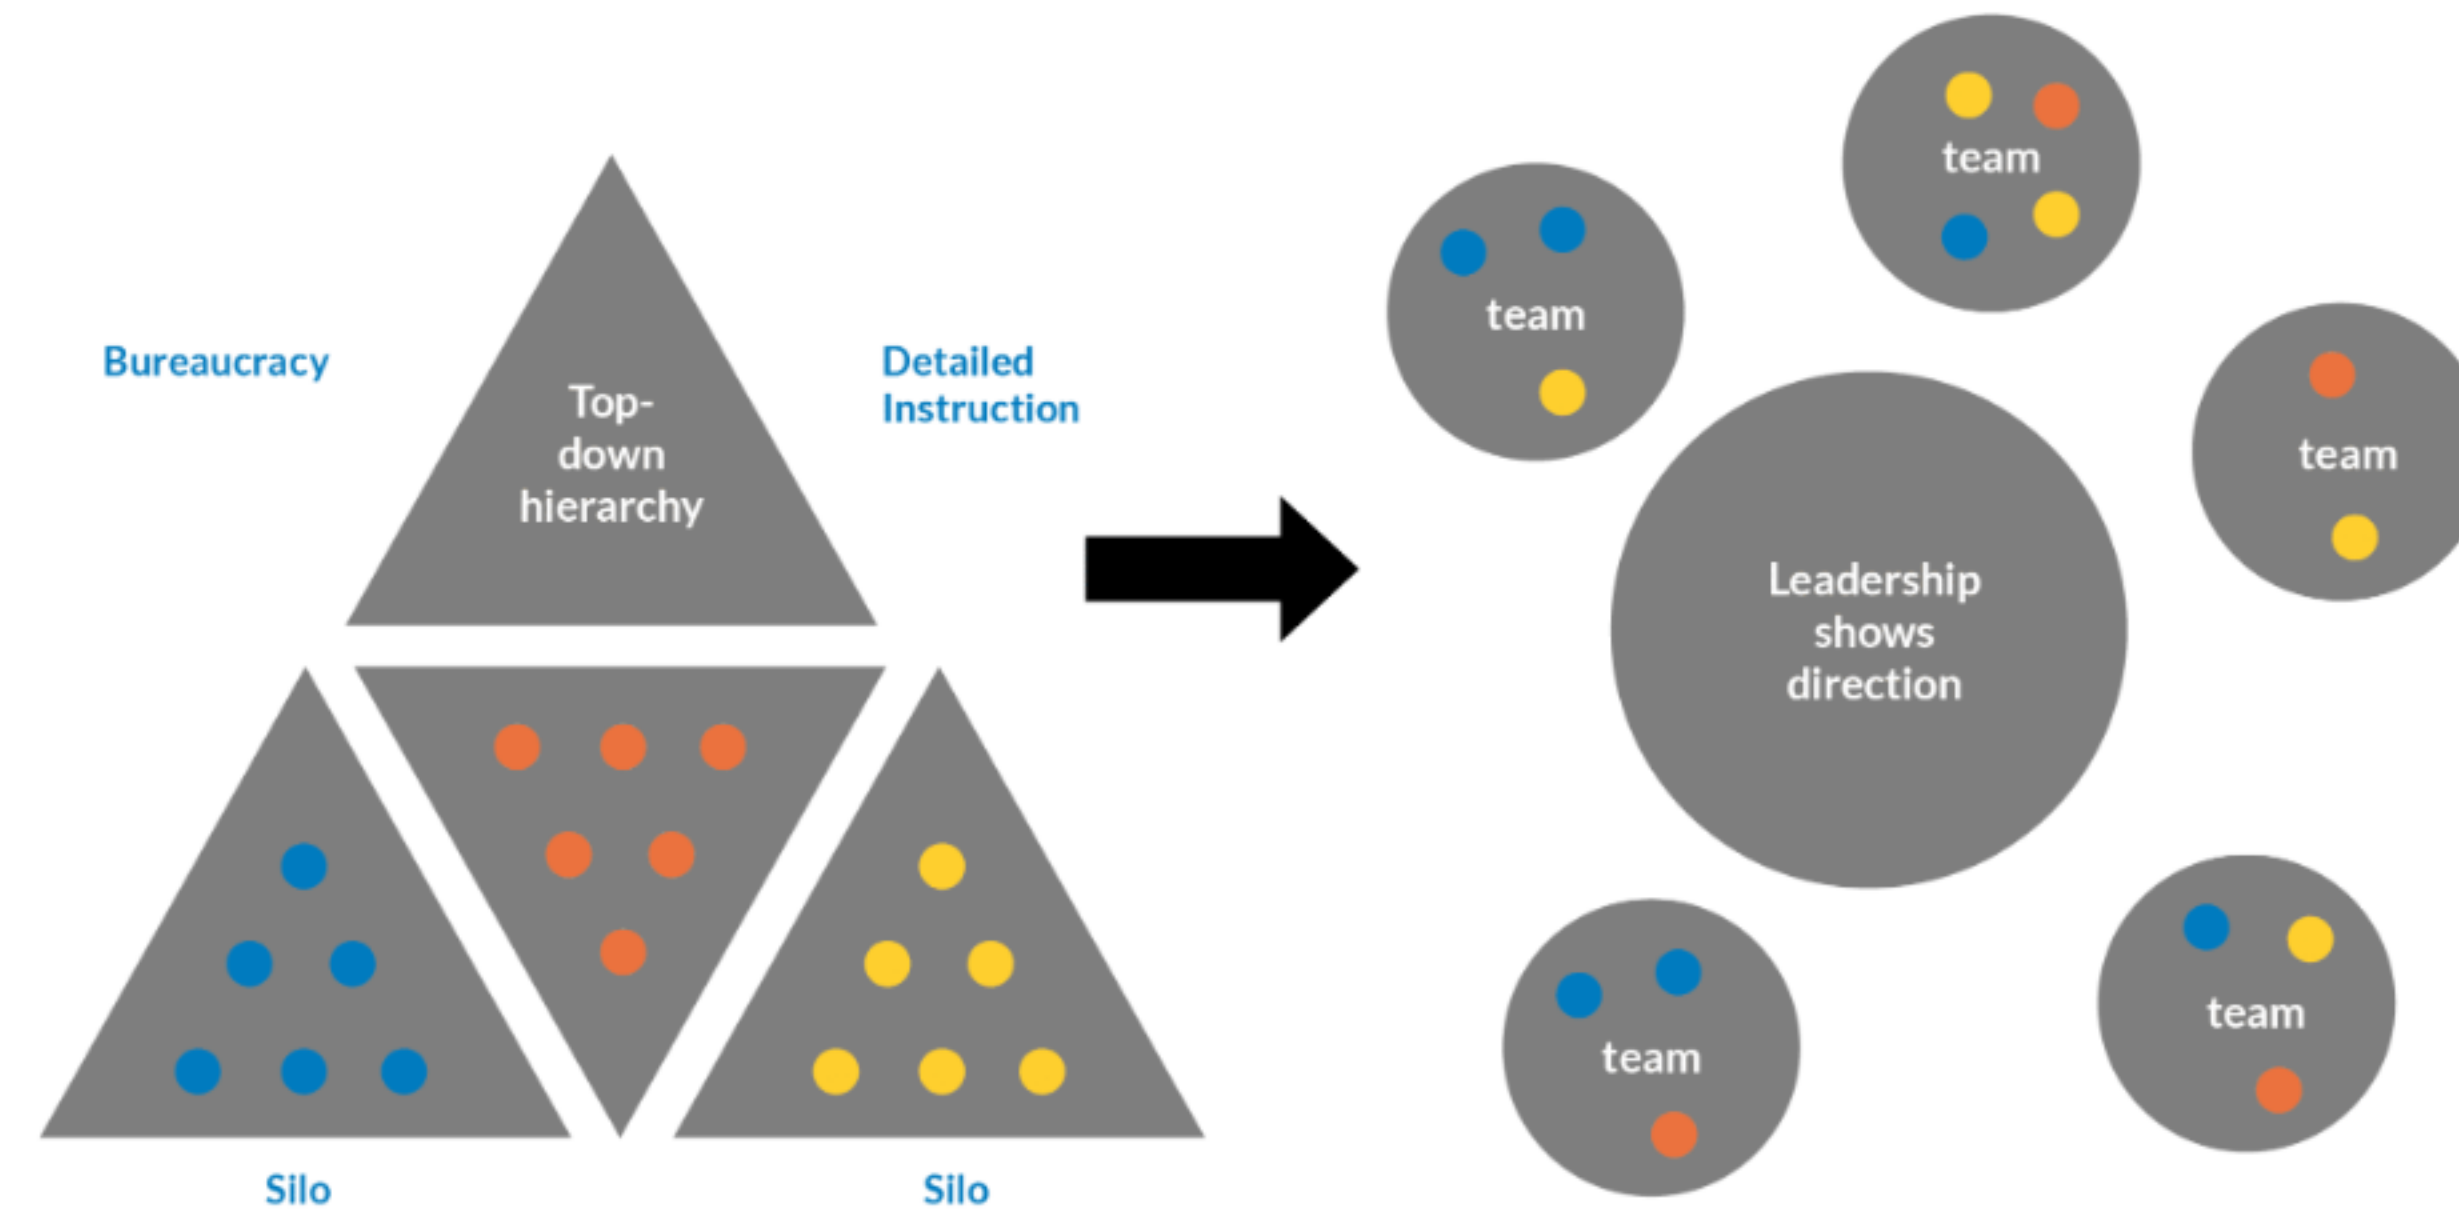 Bureaucracy
Top-
down
hierarchy
Detailed
Instruction
Silo
Silo
team
team
team
Leadership
shows
direction
team
team